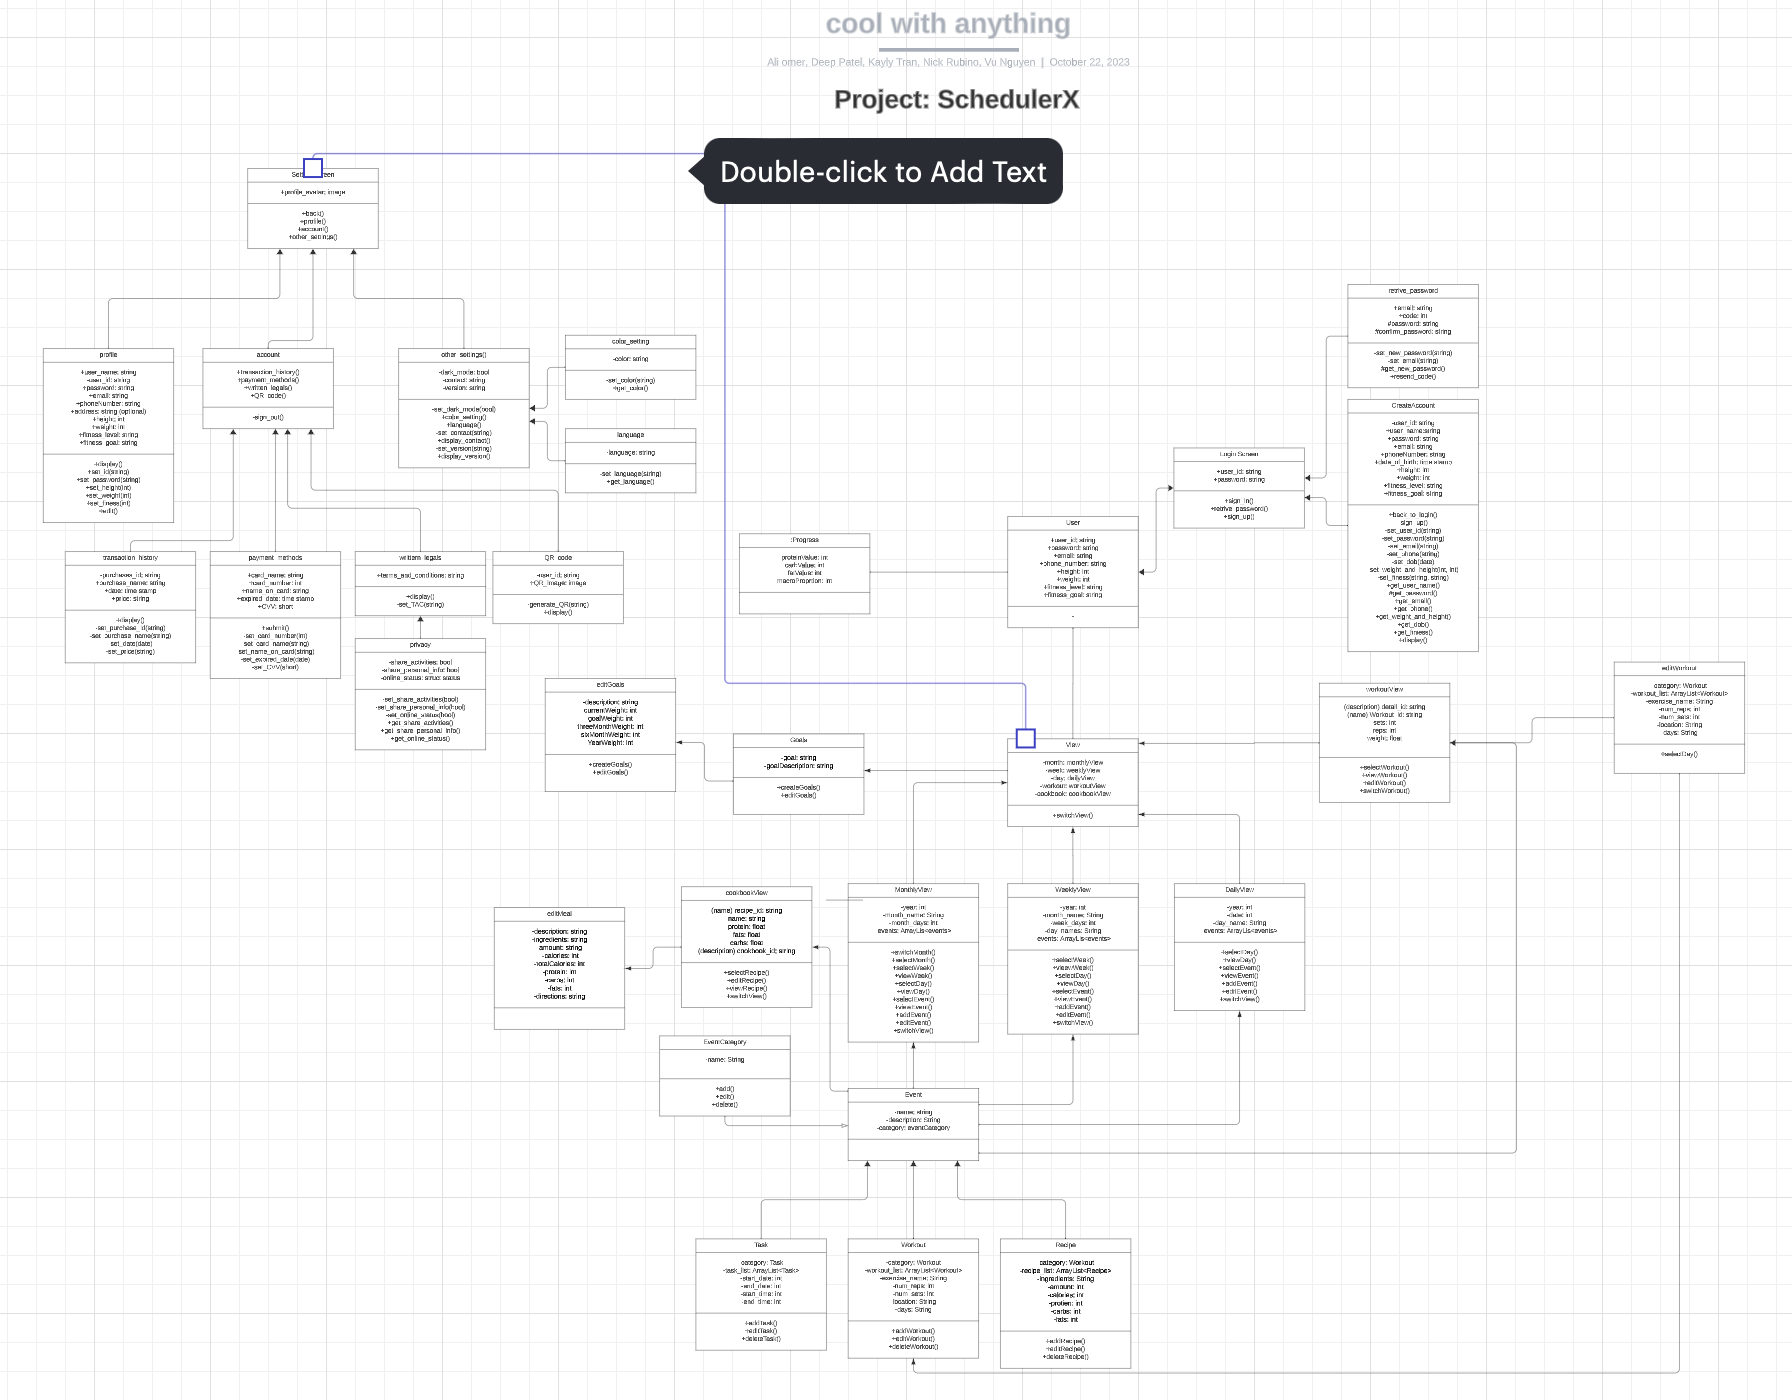 cool with anything
Ali omer, Deep Patel, Kayly Tran, Nick Rubino, Vu Nguyen | October 22, 2023
Project: SchedulerX
Double-click to Add Text
+profile_avatar: image
+back()
+profile()
+account()
+other_settings()
profile
+user_name: string
-user_id: string
+password: string
+email: string
+phoneNumber: string
+address: string (optional)
+height: int
+weight: int
+fitness_level: string
+fitness_goal: string
+display()
+set_id(string)
+set_password(string)
+set_height(int)
+set_weight(int)
+set_finess(int)
+edit()
account
+transaction_history()
+payment_methods()
+written_legals()
+QR_code()
-sign_out()
other_settings()
-dark_mode: bool
-contact: string
-version: string
-set_dark_mode(bool)
+color_setting()
+language()
-set_contact(string)
+display_contact()
-set_version(string)
+display_version()
color_setting
-color: string
-set_color(string)
+get_color()
language
-language: string
-set_language(string)
+get_language()
transaction_history
-purchases_id: string
+purchase_name: string
+date: time stamp
+price: string
+display()
-set_purchase_id(string)
-set_purchase_name(string)
set_date(date)
-set_price(string)
payment_methods
+card_name: string
+card_number: int
+name_on_card: string
+expired_date: time stamp
+CVV: short
+submit()
-set_card_number(int)
set_card_name(string)
set_name_on_card(string)
-set_expired_date(date)
-set_CVV(short)
writtern_legals
+terms_and_conditions: string
+display()
-set_TAC(string)
QR_code
-user_id: string
+QR_Image: image
-generate_QR(string)
+display()
privacy
-share_activities: bool
-share_personal_info: bool
-online_status: struct status
-set_share_activities(bool)
-set_share_personal_info(bool)
-set_online_status(bool)
+get_share_activities()
+get_share_personal_info()
+get_online_status()
retrive_password
+email: string
+code: int
#password: string
#confirm_password: string
-set_new_password(string)
-set_email(string)
#get_new_password()
+resend_code()
CreateAccount
-user_id: string
+user_name:string
+password: string
+email: string
+phoneNumber: string
+date_of_birth: time stamp
+height: int
+weight: int
+fitness_level: string
+fitness_goal: string
+back_to_login()
sign_up()
-set_user_id(string)
-set_password(string)
-set_email(string)
-set_phone(string)
-set_dob(date)
set_weight_and_height(int, int)
-set_finess(string, string)
+get_user_name()
#get_password()
+get_email()
+get_phone()
+get_weight_and_height()
+get_dob()
+get_finess()
+display()
Login Screen
+user_id: string
+password: string
+sign_in()
+retrive_password()
+sign_up()
User
+user_id: string
+password: string
+email: string
+phone_number: string
+height: int
+weight: int
+fitness_level: string
+fitness_goal: string
-
:Progress
proteinValue: int
carbValue: int
fatValue: int
macroProportion: int
editGoals
-description: string
currentWeight: int
goalWeight: int
threeMonthWeight: int
sixMonthWeight: int
YearWeight: int
+createGoals()
+editGoals()
Goals
-goal: string
-goalDescription: string
+createGoals()
+editGoals()
View
-month: monthlyView
-week: weeklyView
-day: dailyView
-workout: workoutView
-cookbook: cookbookView
+switchView()
workoutView
(description) detail_id: string
(name) Workout_id: string
sets: int
reps: int
weight: float
+selectWorkout()
+viewWorkout()
+editWorkout()
+switchWorkout()
editWorkout
category: Workout
-workout_list: ArrayList<Workout>
-exercise_name: String
-num_reps: int
-num_sets: int
-location: String
days: String
+selectDay()
editMeal
-description: string
-ingredients: string
amount: string
-calories: int
-totalCalories: int
-protein: int
-carbs: int
-fats: int
-directions: string
cookbookView
(name) recipe_id: string
name: string
protein: float
fats: float
carbs: float
(description) cookbook_id: string
+selectRecipe()
+editRecipe()
+viewRecipe()
+switchView()
MonthlyView
-year: int
-month_name: String
-month_days: int
events: ArrayLis<events>
+switchMonth()
+selectMonth()
+selectWeek()
+viewWeek()
+selectDay()
+viewDay()
+selectEvent()
+viewEvent()
+addEvent()
+editEvent()
+switchView()
WeeklyView
-year: int
-month_name: String
-week_days: int
-day_names: String
events: ArrayLis<events>
+selectWeek()
+viewWeek()
+selectDay()
+viewDay()
+selectEvent()
+viewEvent()
+addEvent()
+editEvent()
+switchView()
DailyView
-year: int
-date: int
-day_name: String
events: ArrayLis<events>
+selectDay()
+viewDay()
+selectEvent()
+viewEvent()
+addEvent()
+editEvent()
+switchView()
EventCategory
-name: String
+add()
+edit()
+delete()
Event
-name: string
-description: String
-category: eventCategory
Task
category: Task
-task_list: ArrayList<Task>
-start_date: int
-end_date: int
-start_time: int
-end_time: int
+addTask()
+editTask()
+deleteTask()
Workout
-category: Workout
-workout_list: ArrayList<Workout>
-exercise_name: String
-num_reps: int
-num_sets: int
location: String
-days: String
+addWorkout()
+editWorkout()
+deleteWorkout()
Recipe
category: Workout
-recipe_list: ArrayList<Recipe>
-ingredients: String
-amount: int
-calories: int
-protien: int
-carbs: int
-fats: int
+addRecipe()
+editRecipe()
+deleteRecipe()